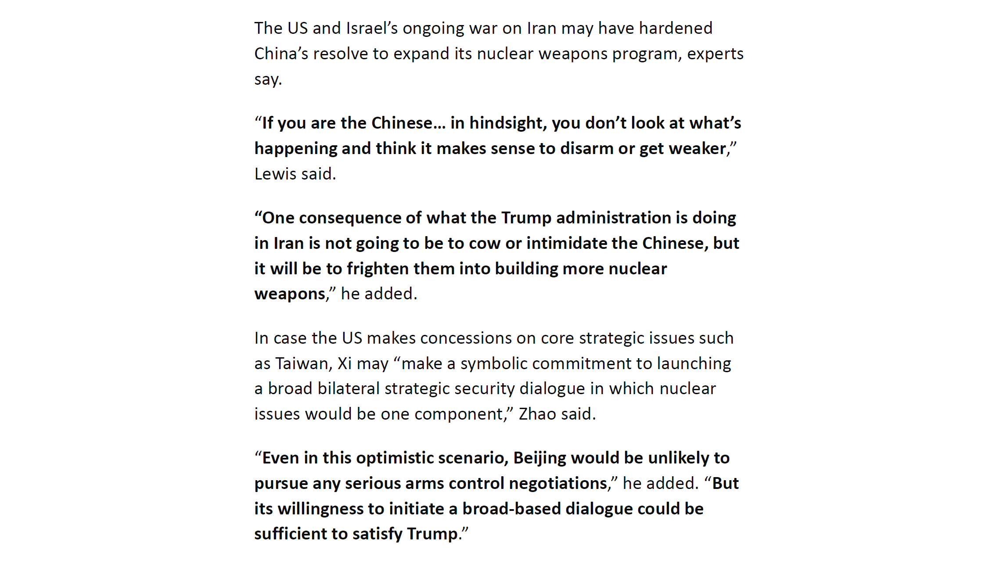 The US and Israel’s ongoing war on Iran may have hardened
China’s resolve to expand its nuclear weapons program, experts
say.
“If you are the Chinese… in hindsight, you don’t look at what’s
happening and think it makes sense to disarm or get weaker,”
Lewis said.
“One consequence of what the Trump administration is doing
in Iran is not going to be to cow or intimidate the Chinese, but
it will be to frighten them into building more nuclear
weapons,” he added.
In case the US makes concessions on core strategic issues such
as Taiwan, Xi may “make a symbolic commitment to launching
a broad bilateral strategic security dialogue in which nuclear
issues would be one component,” Zhao said.
“Even in this optimistic scenario, Beijing would be unlikely to
pursue any serious arms control negotiations,” he added. “But
its willingness to initiate a broad-based dialogue could be
sufficient to satisfy Trump.”